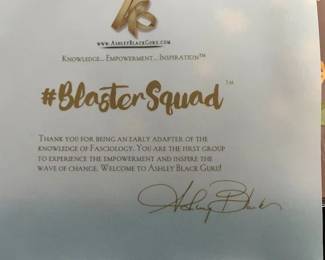 www.AshleyBlackGuru.com
Knowledge... Empowerment... Inspiration™
#BlasterSquad™
Thank you for being an early adapter of the
knowledge of Fasciology. You are the first group
to experience the empowerment and inspire the
wave of change. Welcome to Ashley Black Guru!
Ashley Black